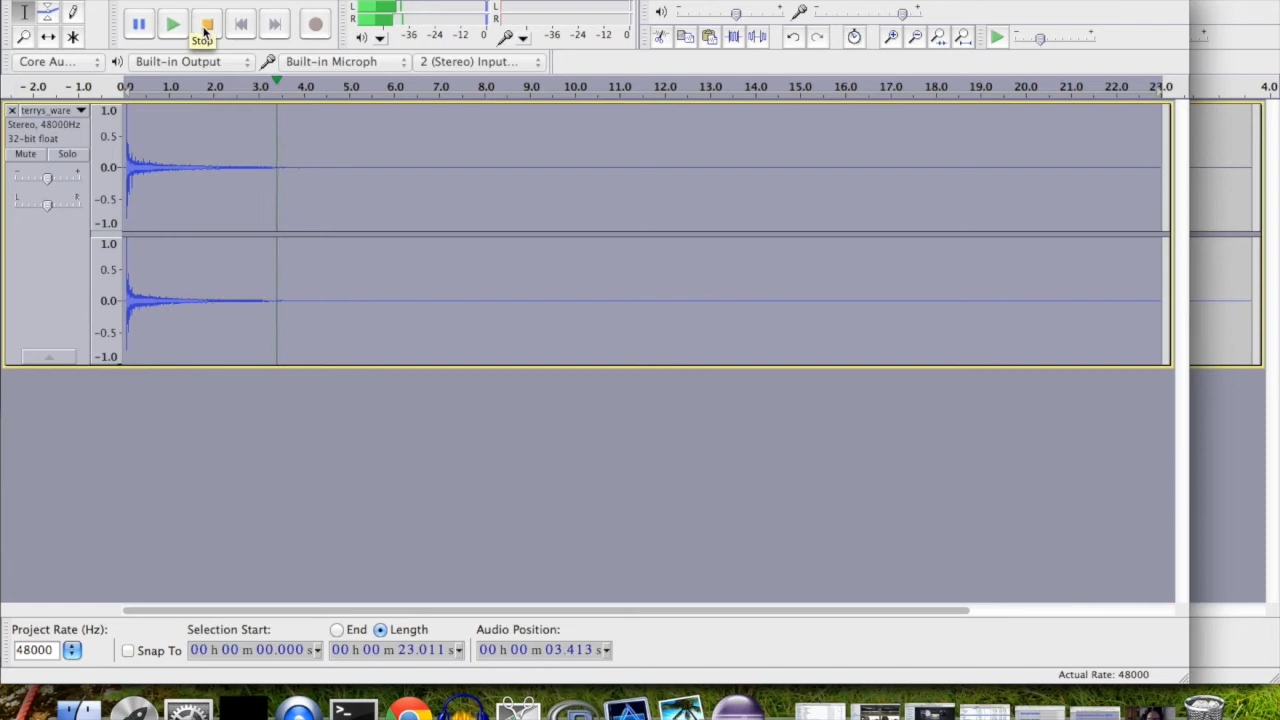 L
R
-36 -24 -12 0
L
R
-36 -24 -12 0
- +
- +
Stop
- +
Core Au...
Built-in Output
Built-in Microph
2 (Stereo) Input...
- 2.0 - 1.0 0.0 1.0 2.0 3.0 4.0 5.0 6.0 7.0 8.0 9.0 10.0 11.0 12.0 13.0 14.0 15.0 16.0 17.0 18.0 19.0 20.0 21.0 22.0 4.0
terrys_ware
Stereo, 48000Hz
32-bit float
Mute Solo
- +
L R
1.0
0.5-
0.0-
-0.5-
-1.0
1.0
0.5-
0.0-
-0.5-
-1.0
Project Rate (Hz):
48000
Snap To
Selection Start:
00 h 00 m 00.000 s
End Length
00 h 00 m 23.011 s
Audio Position:
00 h 00 m 03.413 s
Actual Rate: 48000